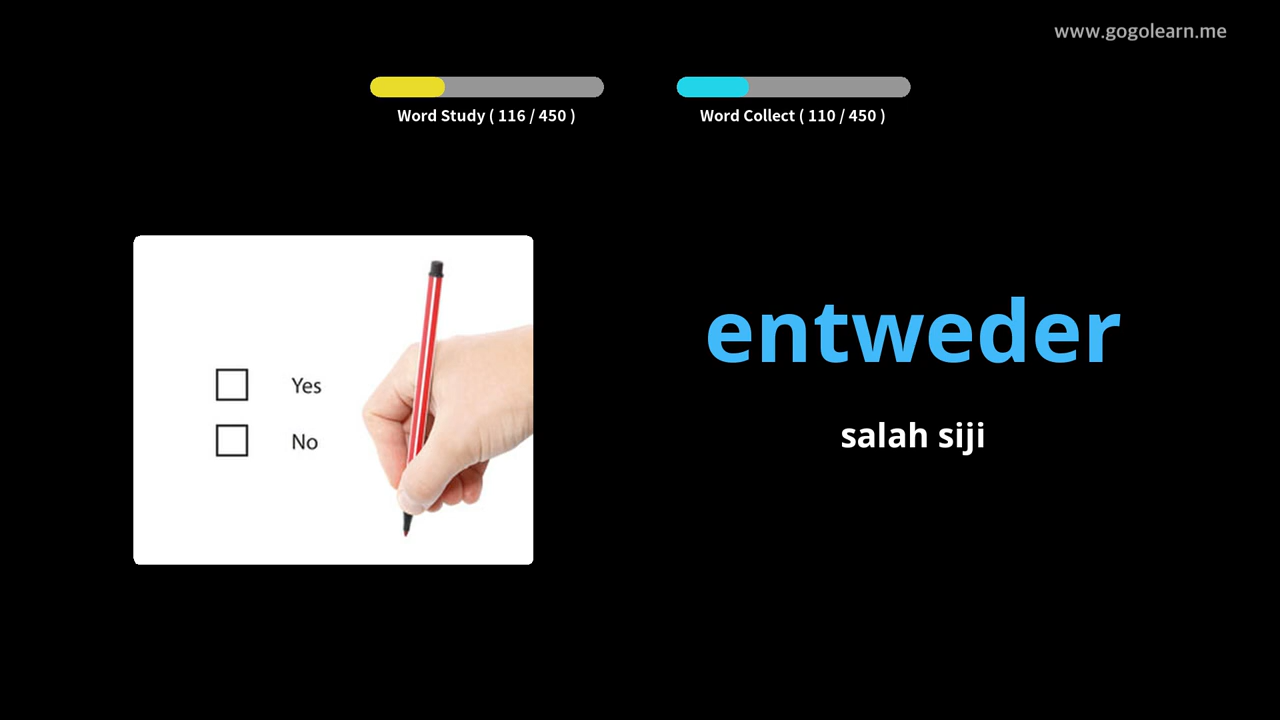 www.gogolearn.me
Word Study ( 116 / 450 )
Word Collect ( 110 / 450 )
Yes
No
entweder
salah siji